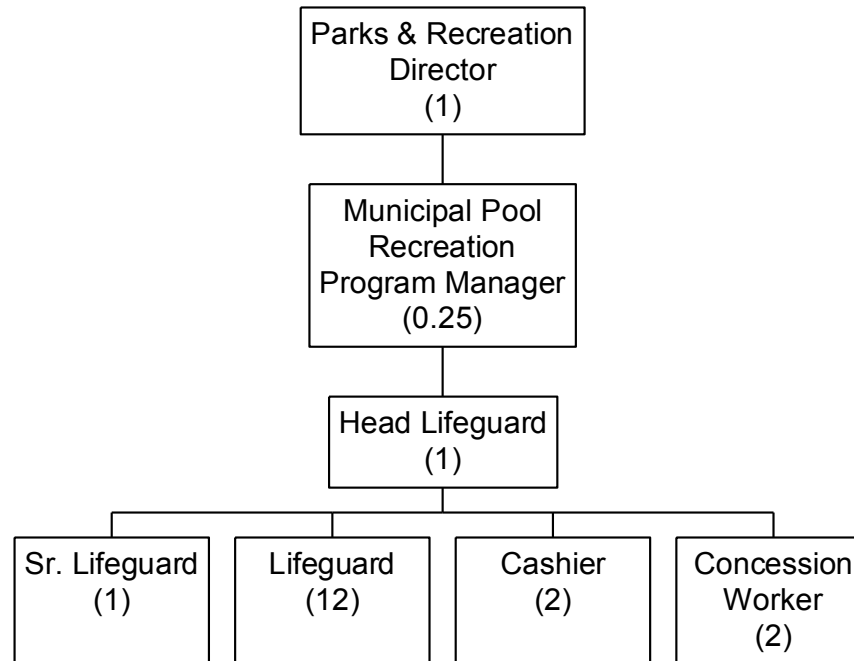 Parks & Recreation
Director
(1)
Municipal Pool
Recreation
Program Manager
(0.25)
Head Lifeguard
(1)
Sr. Lifeguard
(1)
Lifeguard
(12)
Cashier
(2)
Concession
Worker
(2)